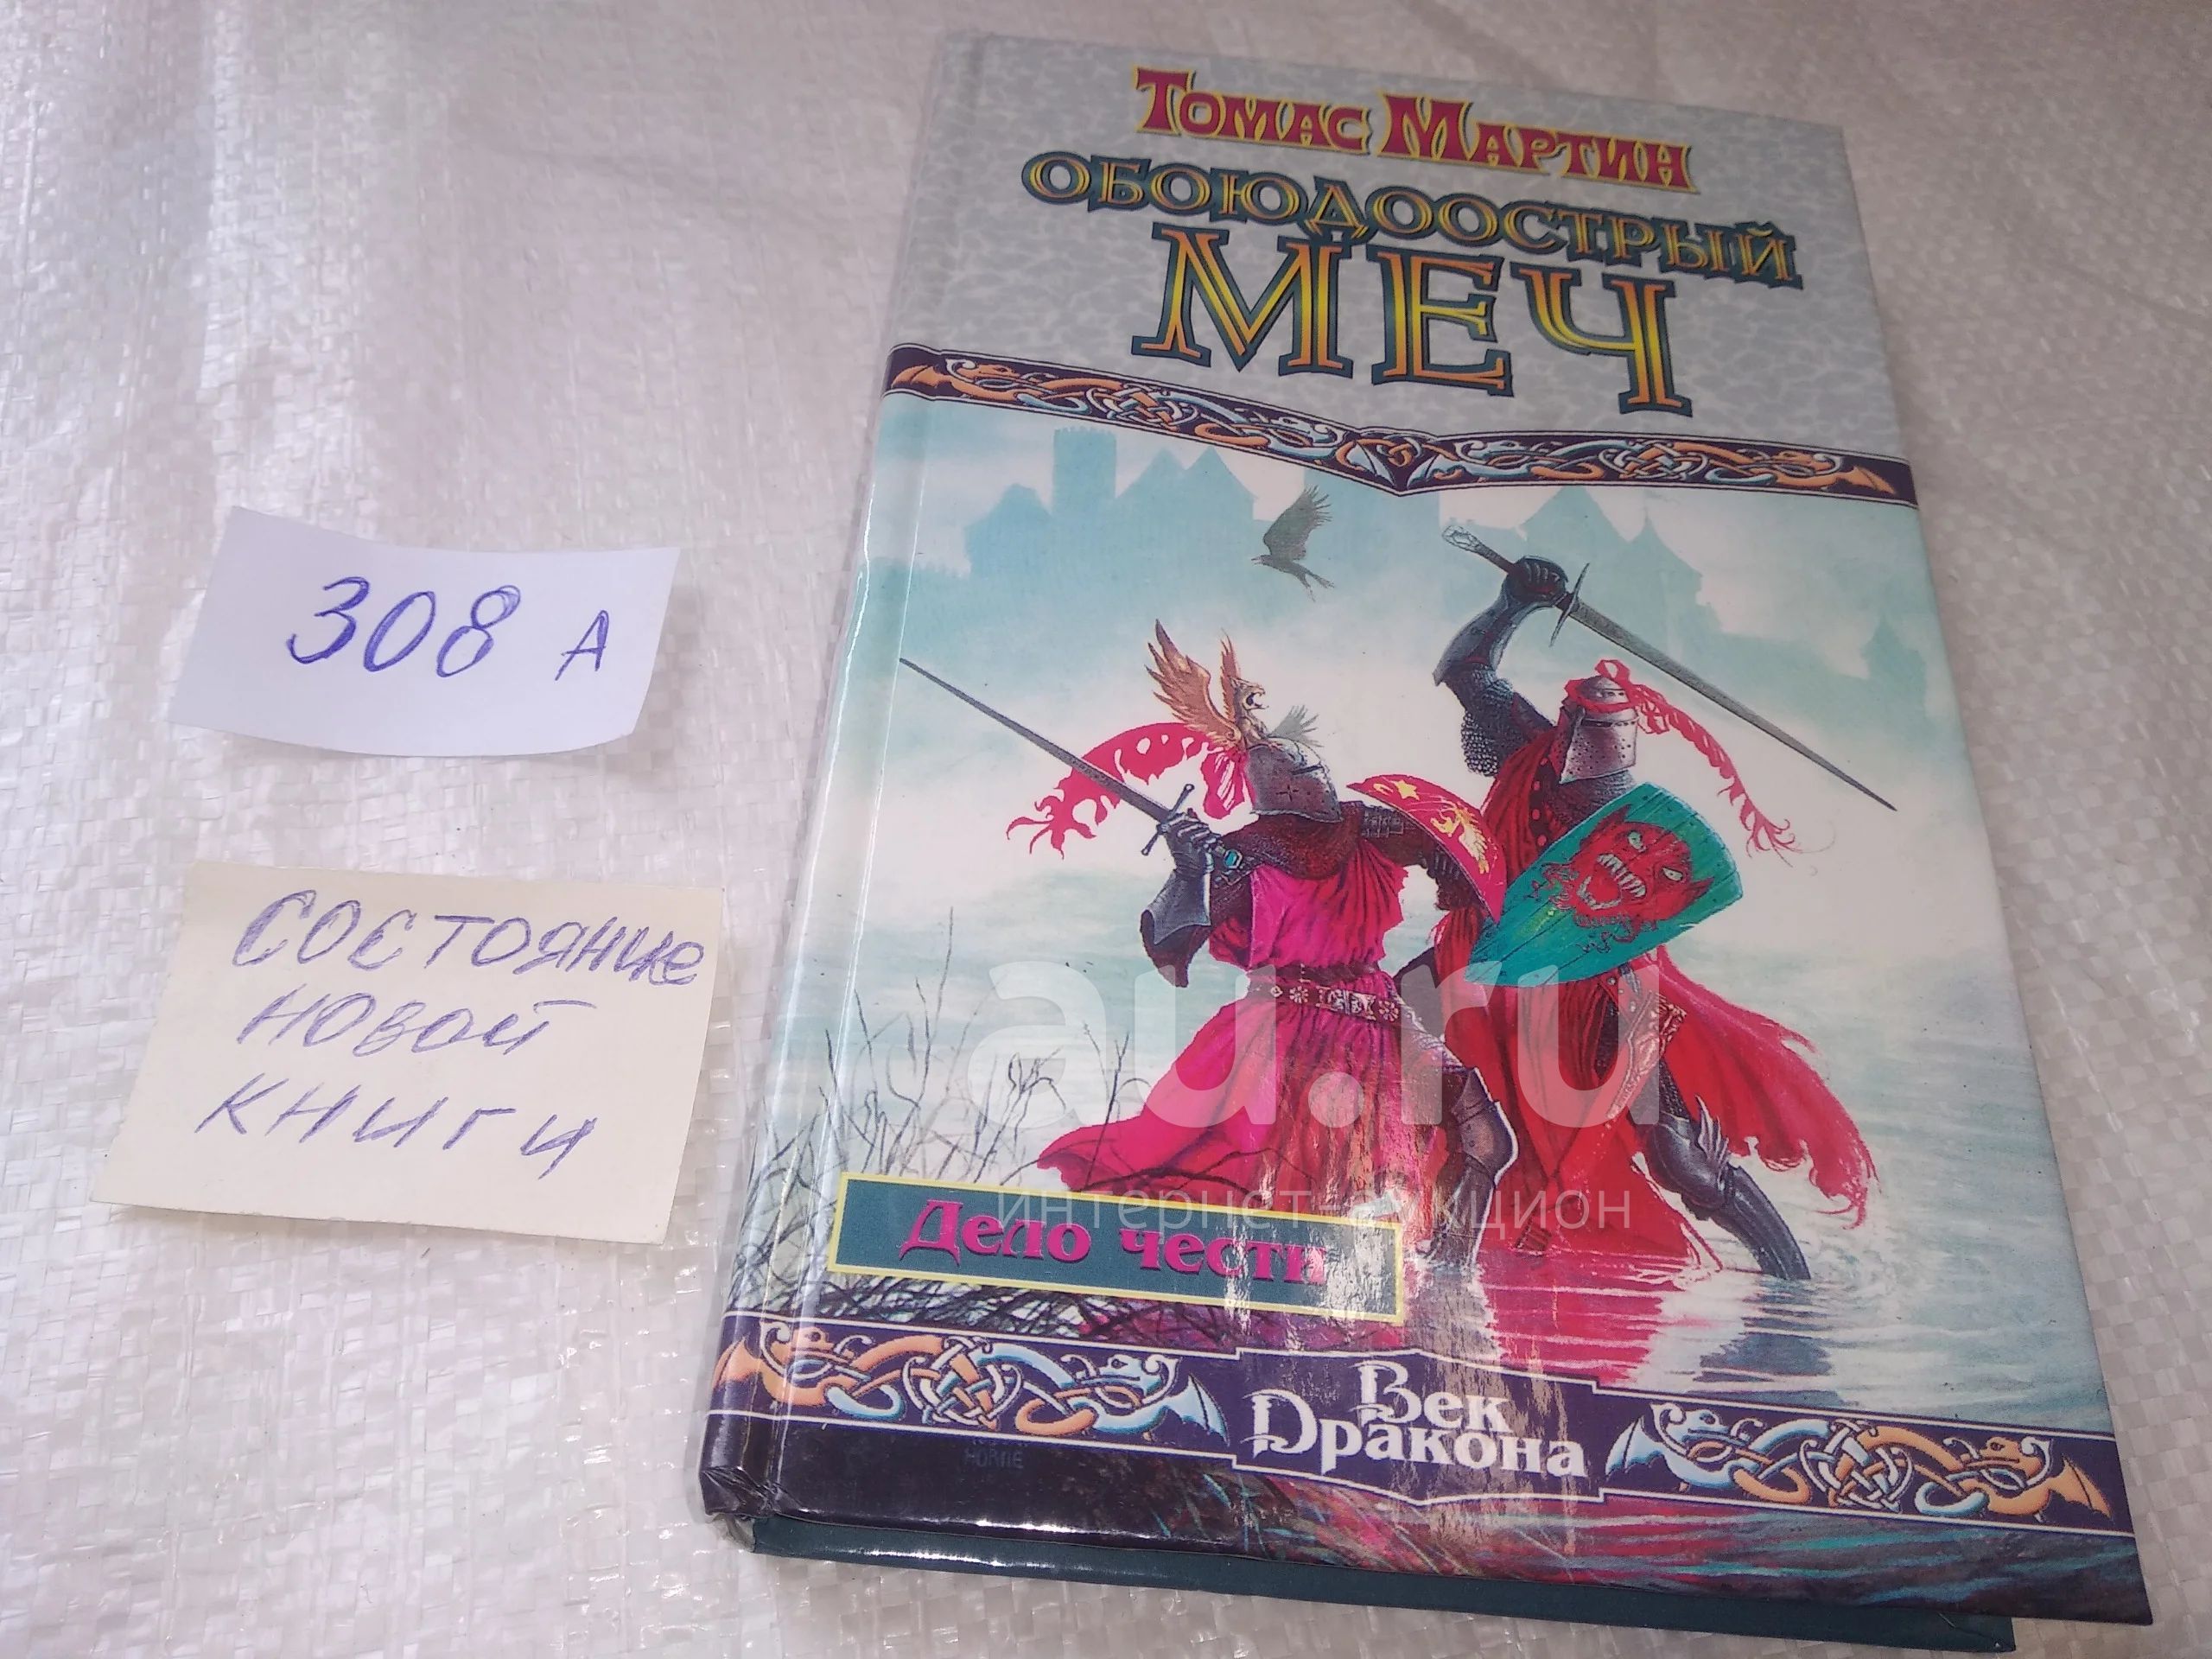 Томас Мартин
ОБОЮДООСТРЫЙ
МЕЧ
308 А
СОСТОЯНИЕ
НОВОЙ
КНИГИ
au.ru
интернет-аукцион
Дело чести
Век
Дракона